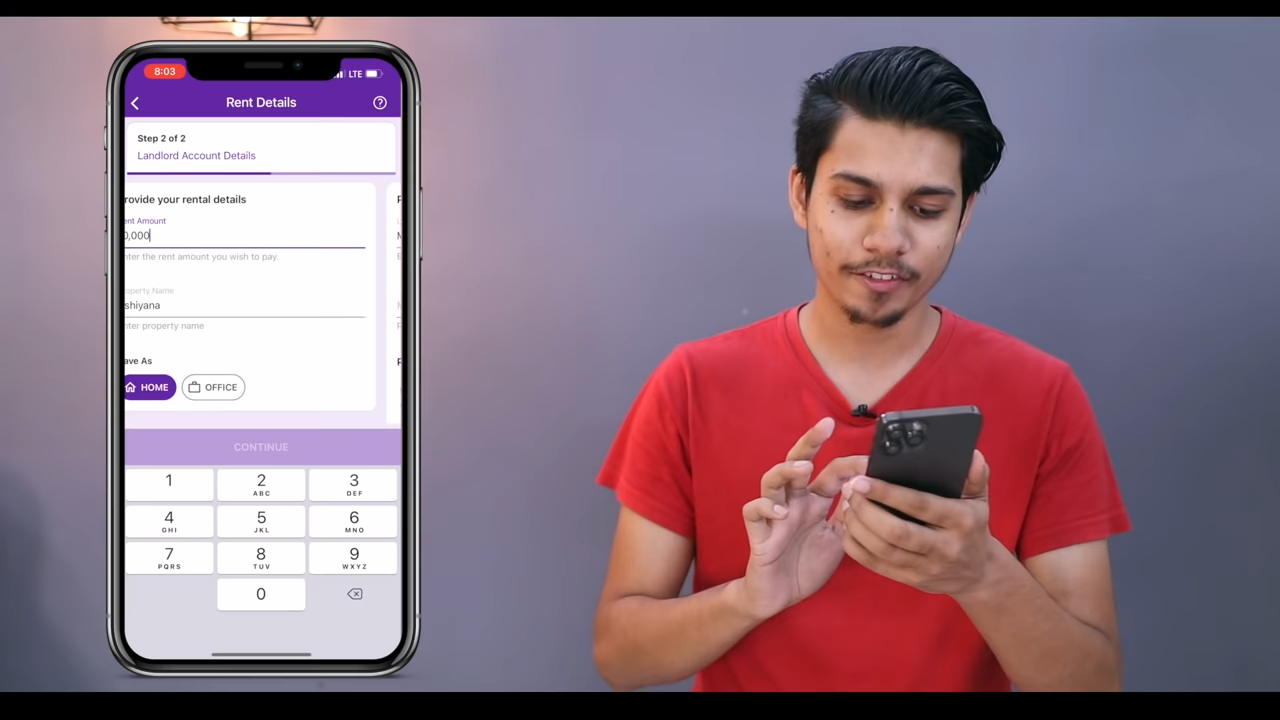 8:03
LTE
Rent Details
Step 2 of 2
Landlord Account Details
rovide your rental details
ent Amount
0,000
nter the rent amount you wish to pay.
operty Name
shiyana
nter property name
ave As
HOME
OFFICE
CONTINUE
1
2 ABC
3 DEF
4 GHI
5 JKL
6 MNO
7 PQRS
8 TUV
9 WXYZ
0